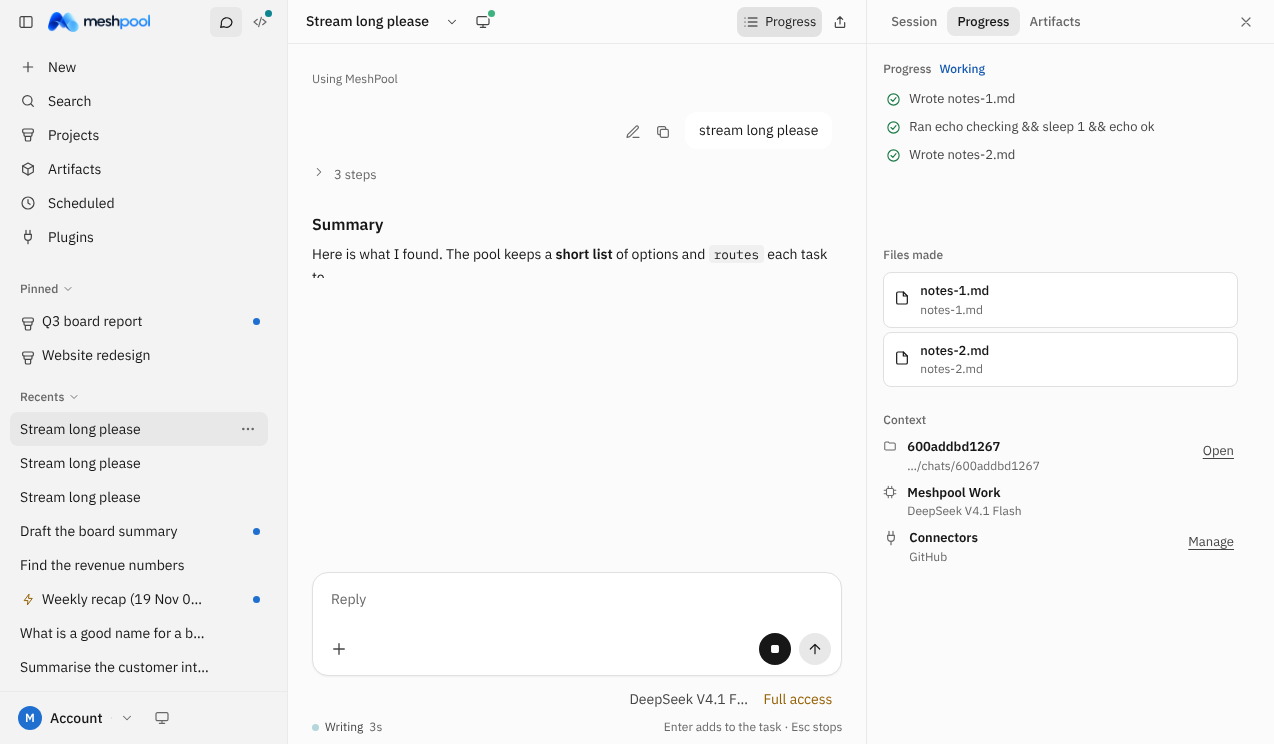 meshpool
New
Search
Projects
Artifacts
Scheduled
Plugins
Pinned
Q3 board report
Website redesign
Recents
Stream long please
Stream long please
Stream long please
Draft the board summary
Find the revenue numbers
Weekly recap (19 Nov 0...
What is a good name for a b...
Summarise the customer int...
M Account
Stream long please
Progress
Using MeshPool
stream long please
3 steps
Summary
Here is what I found. The pool keeps a short list of options and routes each task
to
Reply
DeepSeek V4.1 F... Full access
Writing 3s
Enter adds to the task · Esc stops
Session Progress Artifacts
Progress Working
Wrote notes-1.md
Ran echo checking && sleep 1 && echo ok
Wrote notes-2.md
Files made
notes-1.md
notes-1.md
notes-2.md
notes-2.md
Context
600addbd1267
.../chats/600addbd1267
Open
Meshpool Work
DeepSeek V4.1 Flash
Connectors
GitHub
Manage